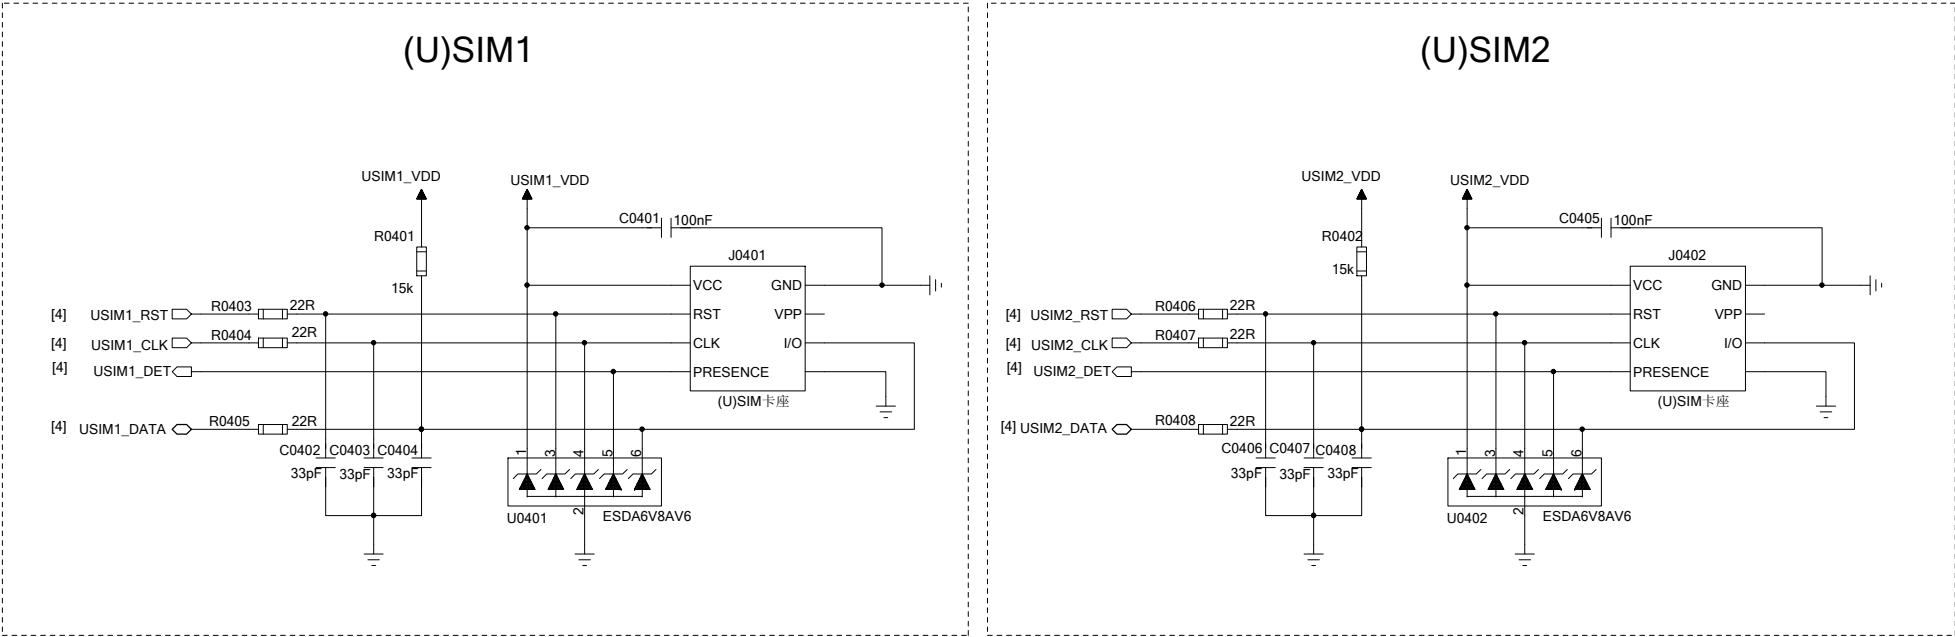 (U)SIM1
USIM1_VDD
USIM1_VDD
C0401
100nF
R0401
15k
J0401
VCC
GND
RST
VPP
CLK
I/O
PRESENCE
(U)SIM卡座
[4] USIM1_RST
R0403
22R
[4] USIM1_CLK
R0404
22R
[4] USIM1_DET
[4] USIM1_DATA
R0405
22R
C0402
33pF
C0403
33pF
C0404
33pF
1
3
4
5
6
2
U0401
ESDA6V8AV6
(U)SIM2
USIM2_VDD
USIM2_VDD
C0405
100nF
R0402
15k
J0402
VCC
GND
RST
VPP
CLK
I/O
PRESENCE
(U)SIM卡座
[4] USIM2_RST
R0406
22R
[4] USIM2_CLK
R0407
22R
[4] USIM2_DET
[4] USIM2_DATA
R0408
22R
C0406
33pF
C0407
33pF
C0408
33pF
1
3
4
5
6
2
U0402
ESDA6V8AV6